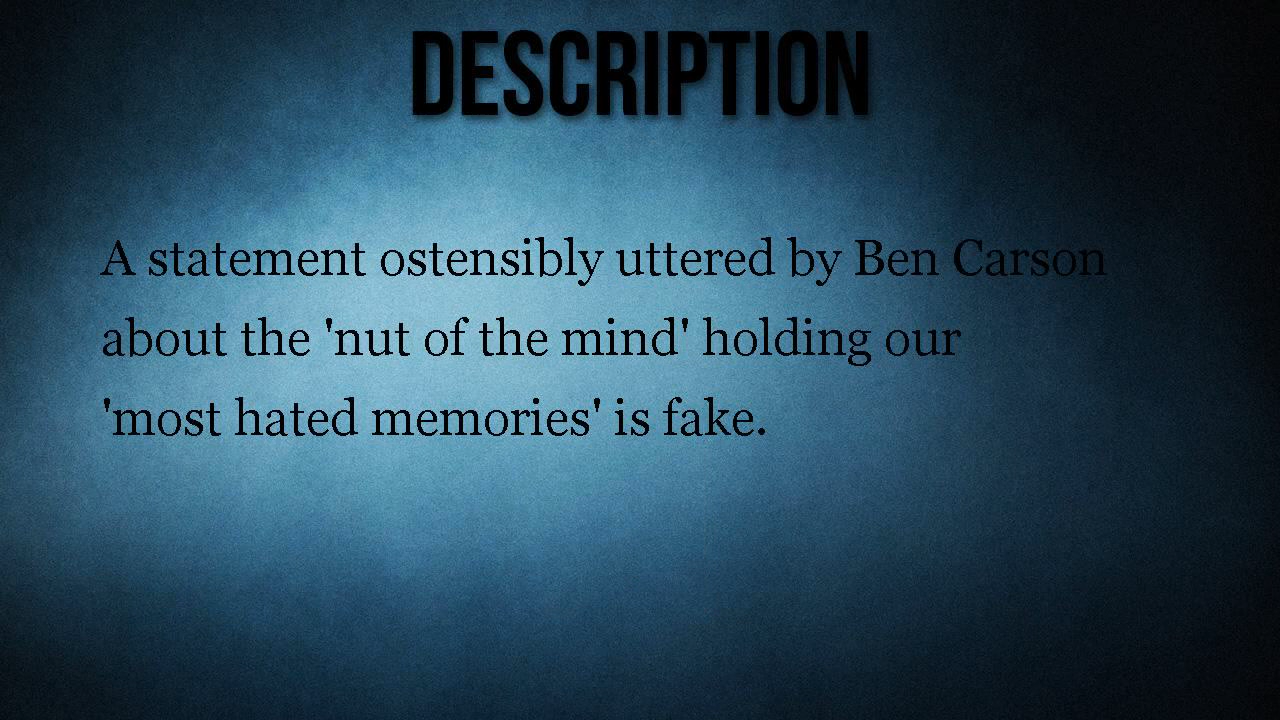 DESCRIPTION
A statement ostensibly uttered by Ben Carson
about the 'nut of the mind' holding our
'most hated memories' is fake.